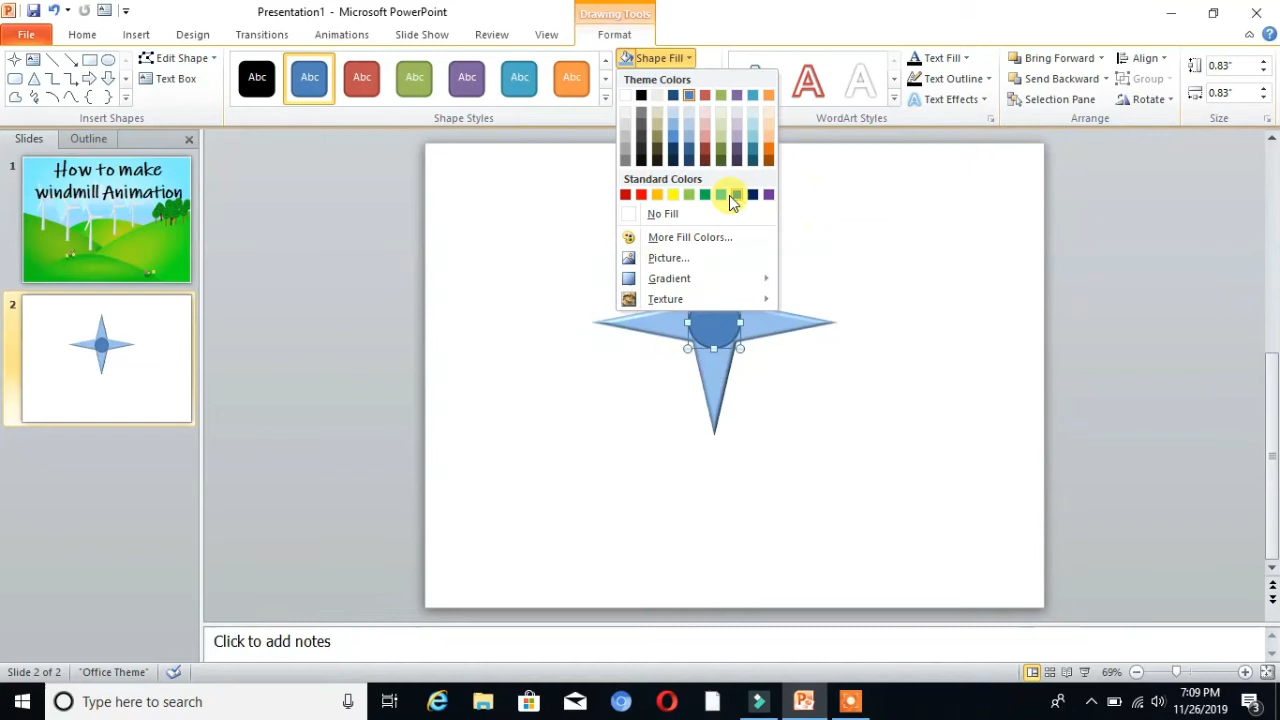 Presentation1 - Microsoft PowerPoint
Drawing Tools
File
Home
Insert
Design
Transitions
Animations
Slide Show
Review
View
Format
Edit Shape
Text Box
Insert Shapes
Abc
Abc
Abc
Abc
Abc
Abc
Abc
Shape Styles
Shape Fill
Theme Colors
Standard Colors
No Fill
More Fill Colors...
Picture...
Gradient
Texture
WordArt Styles
Text Fill
Text Outline
Text Effects
Bring Forward
Send Backward
Selection Pane
Align
Group
Rotate
Arrange
0.83"
0.83"
Size
Slides
Outline
1
How to make
windmill Animation
2
Click to add notes
Slide 2 of 2
"Office Theme"
69%
Type here to search
7:09 PM
11/26/2019
3